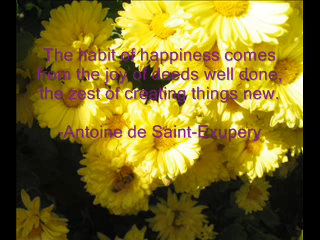 The habit of happiness comes
from the joy of deeds well done,
the zest of creating things new.
-Antoine de Saint-Exupery